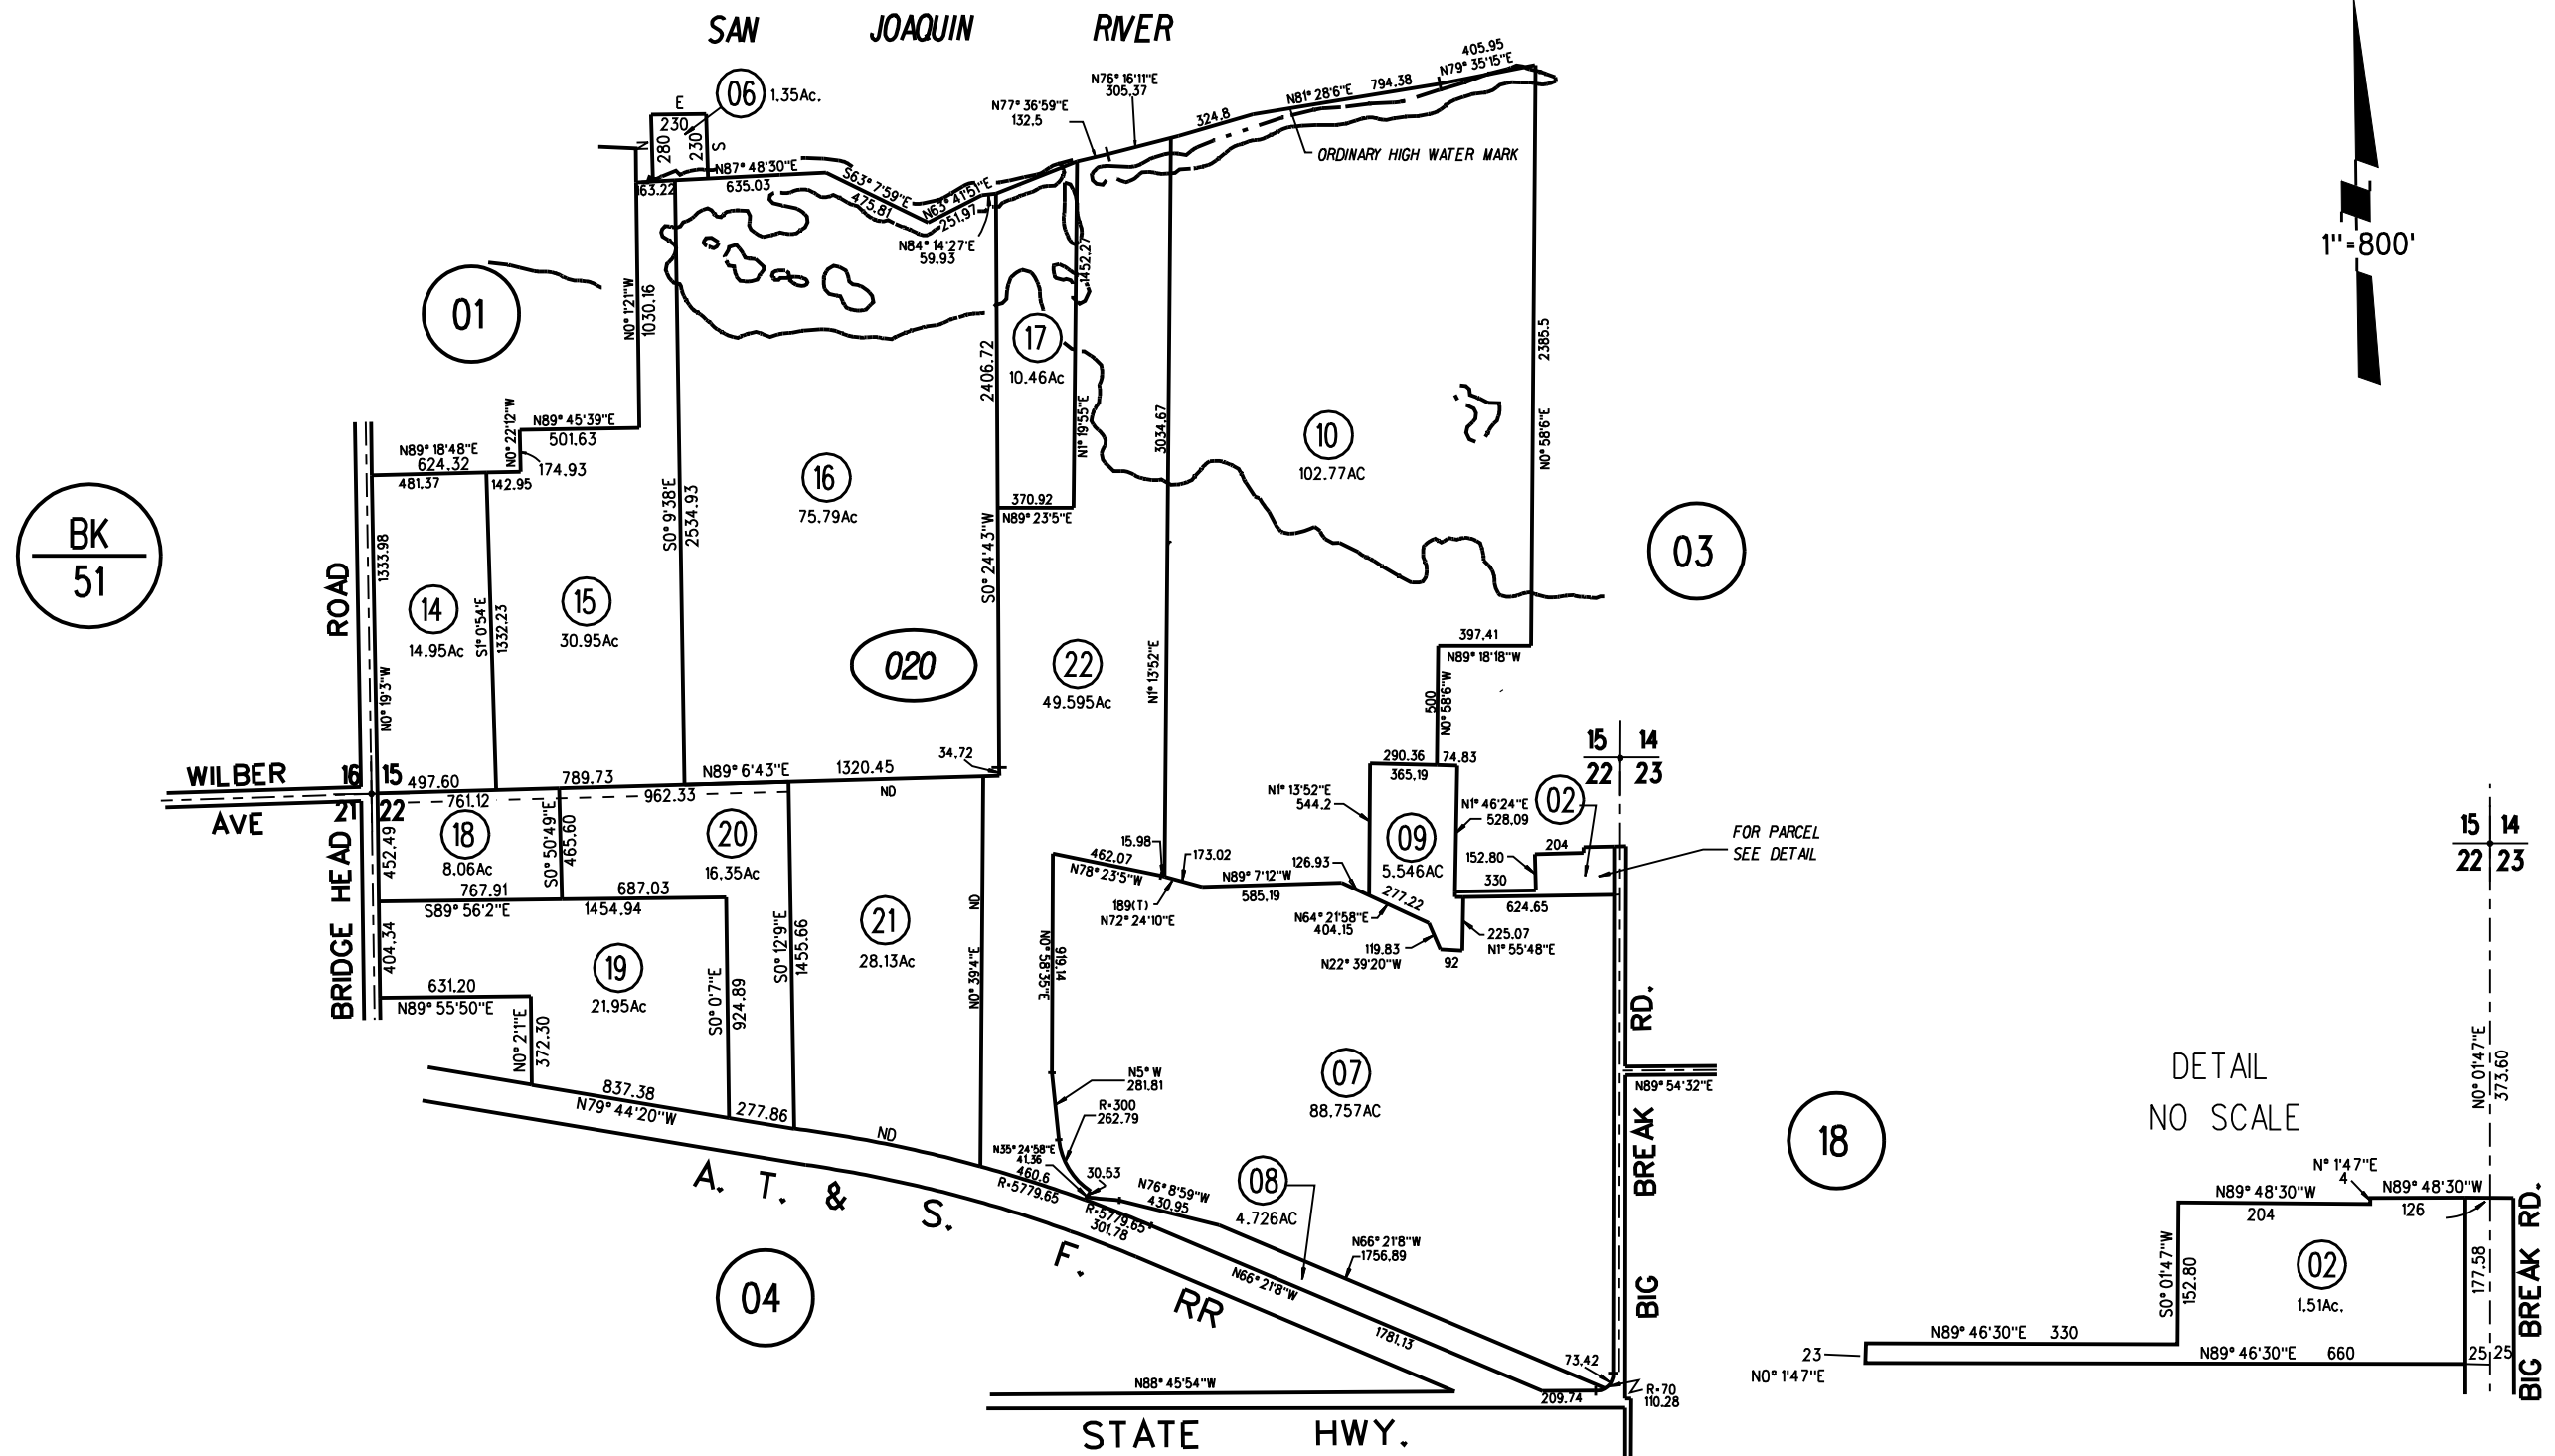 SAN JOAQUIN RIVER
405.95
N79° 35'15"E
794.38
N81° 28'6"E
324.8
N76° 16'11"E
305.37
N77° 36'59"E
132.5
ORDINARY HIGH WATER MARK
06 1.35Ac.
E
230
N
280
230
S
N87° 48'30"E
163.22
635.03
S63° 7'59"E
475.81
N63° 41'51"E
251.97
N84° 14'27'E
59.93
1"=800'
01
N0° 1'21"W
1030.16
1452.27
17
10.46Ac
2406.72
N1° 19'55"E
370.92
N89° 23'5"E
3034.67
10
102.77AC
2385.5
N0° 58'6"E
N89° 45'39"E
501.63
N0° 22'12"W
174.93
N89° 18'48"E
624.32
481.37
142.95
BK
51
16
75.79Ac
S0° 9'38'E
2534.93
S0° 24'43"W
03
ROAD
1333.98
N0° 19'3"W
14
14.95Ac
S1° 0'54'E
1332.23
15
30.95Ac
020
22
49.595Ac
N1° 13'52"E
397.41
N89° 18'18"W
500
N0° 58'6"W
WILBER
AVE
16 15
21 22
497.60
789.73
N89° 6'43"E
1320.45
34.72
761.12
962.33
ND
290.36
74.83
365.19
N1° 13'52"E
544.2
N1° 46'24"E
528.09
09
5.546AC
15 14
22 23
02
204
152.80
330
624.65
FOR PARCEL
SEE DETAIL
BRIDGE HEAD
452.49
18
8.06Ac
S0° 50'49"E
465.60
20
16.35Ac
767.91
S89° 56'2"E
687.03
1454.94
404.34
19
21.95Ac
631.20
N89° 55'50"E
N0° 2'1"E
372.30
S0° 0'7"E
924.89
S0° 12'9"E
1455.66
21
28.13Ac
ND
N0° 39'4"E
15.98
462.07
N78° 23'5"W
173.02
189(T)
N72° 24'10"E
N89° 7'12"W
585.19
126.93
277.22
N64° 21'58"E
404.15
119.83
N22° 39'20"W
92
225.07
N1° 55'48"E
N0° 58'35"E
919.14
07
88.757AC
N5° W
281.81
R=300
262.79
837.38
N79° 44'20"W
277.86
ND
N35° 24'58"E
41.36
460.6
R=5779.65
30.53
N76° 8'59"W
430.95
R=5779.65
301.78
08
4.726AC
N66° 21'8"W
1756.89
N66° 21'8"W
1781.13
A. T. & S. F. RR
04
73.42
R=70
110.28
209.74
N88° 45'54"W
STATE HWY.
RD.
BREAK
BIG
N89° 54'32"E
18
DETAIL
NO SCALE
15 14
22 23
N0° 01'47"E
373.60
N° 1'47"E
4
N89° 48'30"W
204
N89° 48'30"W
126
S0° 01'47"W
152.80
02
1.51Ac.
177.58
N89° 46'30"E 330
N89° 46'30"E 660
23
N0° 1'47"E
25 25
BIG BREAK RD.